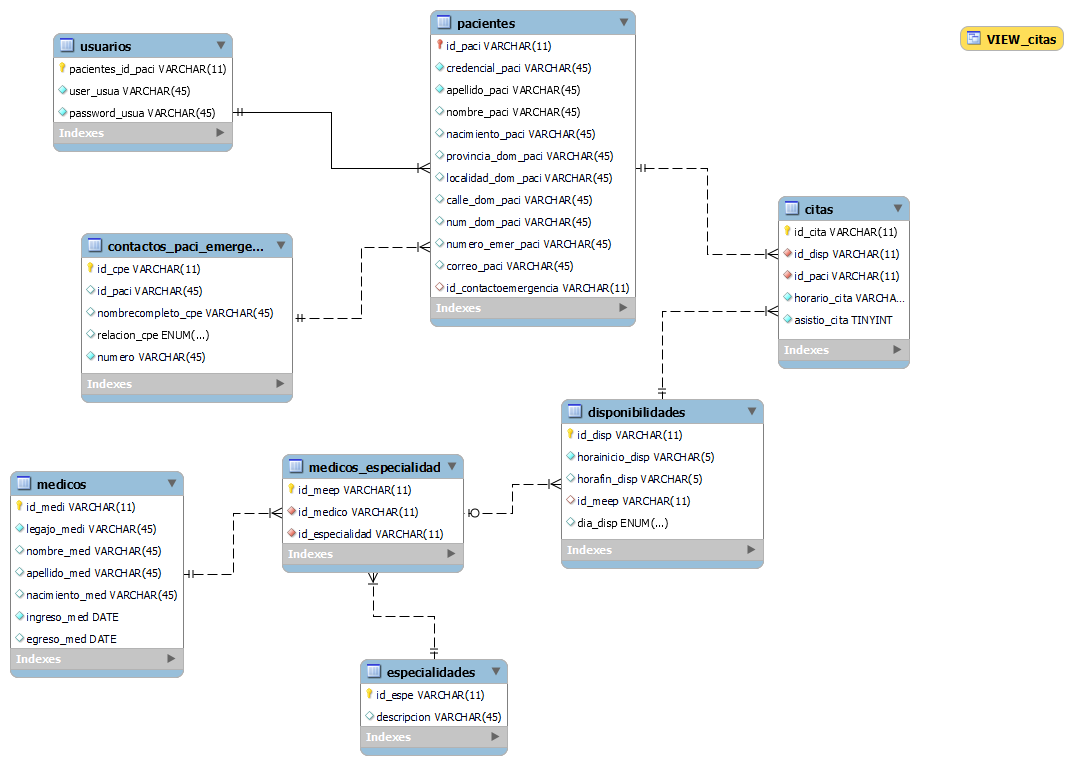 pacientes
id_paci VARCHAR(11)
credencial_paci VARCHAR(45)
apellido_paci VARCHAR(45)
nombre_paci VARCHAR(45)
nacimiento_paci VARCHAR(45)
provincia_dom_paci VARCHAR(45)
localidad_dom_paci VARCHAR(45)
calle_dom_paci VARCHAR(45)
num_dom_paci VARCHAR(45)
numero_emer_paci VARCHAR(45)
correo_paci VARCHAR(45)
id_contactoemergencia VARCHAR(11)
Indexes
VIEW_citas
usuarios
pacientes_id_paci VARCHAR(11)
user_usua VARCHAR(45)
password_usua VARCHAR(45)
Indexes
citas
id_cita VARCHAR(11)
id_disp VARCHAR(11)
id_paci VARCHAR(11)
horario_cita VARCHA...
asistio_cita TINYINT
Indexes
contactos_paci_emerge...
id_cpe VARCHAR(11)
id_paci VARCHAR(45)
nombrecompleto_cpe VARCHAR(45)
relacion_cpe ENUM(...)
numero VARCHAR(45)
Indexes
disponibilidades
id_disp VARCHAR(11)
horainicio_disp VARCHAR(5)
horafin_disp VARCHAR(5)
id_meep VARCHAR(11)
dia_disp ENUM(...)
Indexes
medicos_especialidad
id_meep VARCHAR(11)
id_medico VARCHAR(11)
id_especialidad VARCHAR(11)
Indexes
medicos
id_medi VARCHAR(11)
legajo_medi VARCHAR(45)
nombre_med VARCHAR(45)
apellido_med VARCHAR(45)
nacimiento_med VARCHAR(45)
ingreso_med DATE
egreso_med DATE
Indexes
especialidades
id_espe VARCHAR(11)
descripcion VARCHAR(45)
Indexes